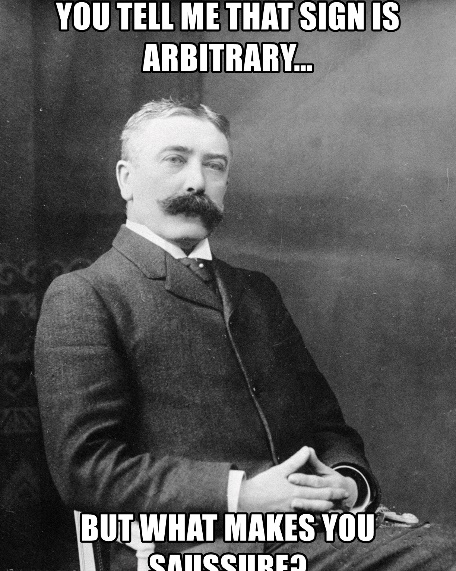 YOU TELL ME THAT SIGN IS
ARBITRARY...
BUT WHAT MAKES YOU
SAUSSURE?